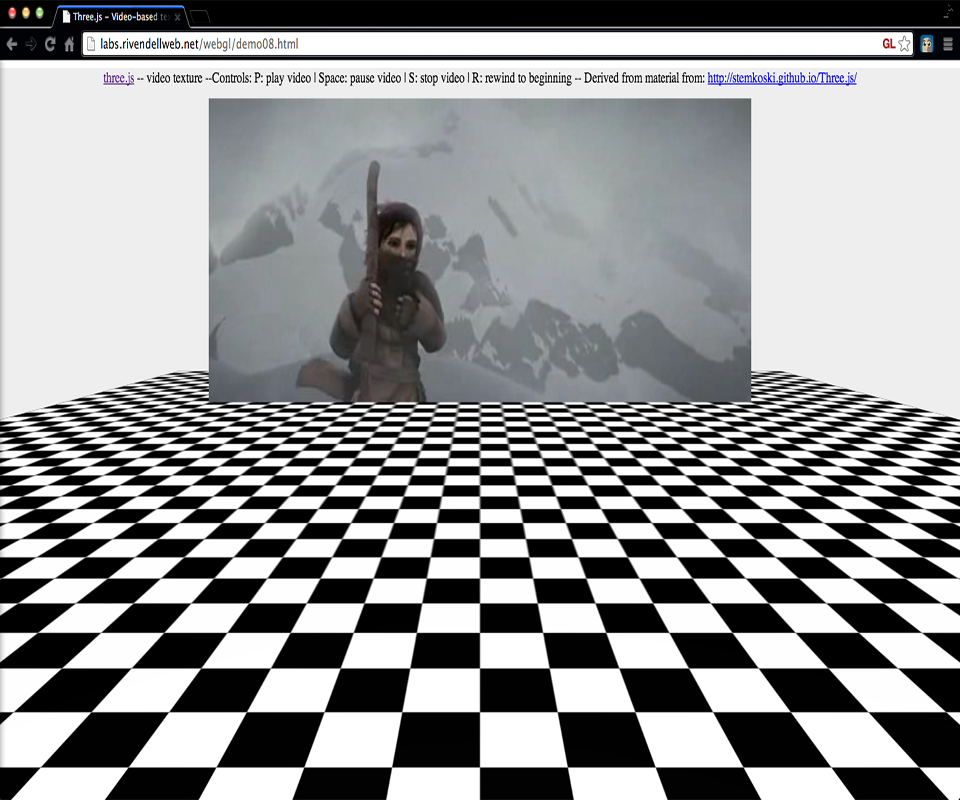 Three.js – Video-based te
labs.rivendellweb.net/webgl/demo08.html
GL
three.js -- video texture --Controls: P: play video | Space: pause video | S: stop video | R: rewind to beginning -- Derived from material from: http://stemkoski.github.io/Three.js/